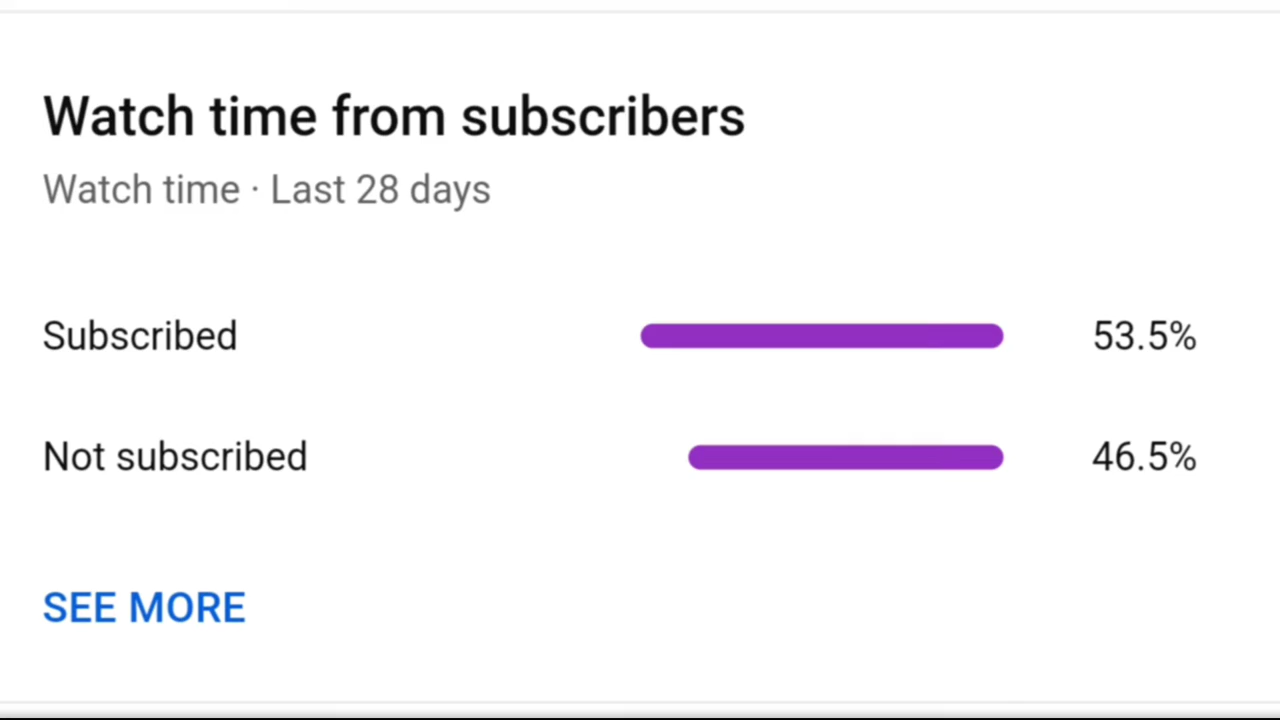 Watch time from subscribers
Watch time · Last 28 days
Subscribed 53.5%
Not subscribed 46.5%
SEE MORE